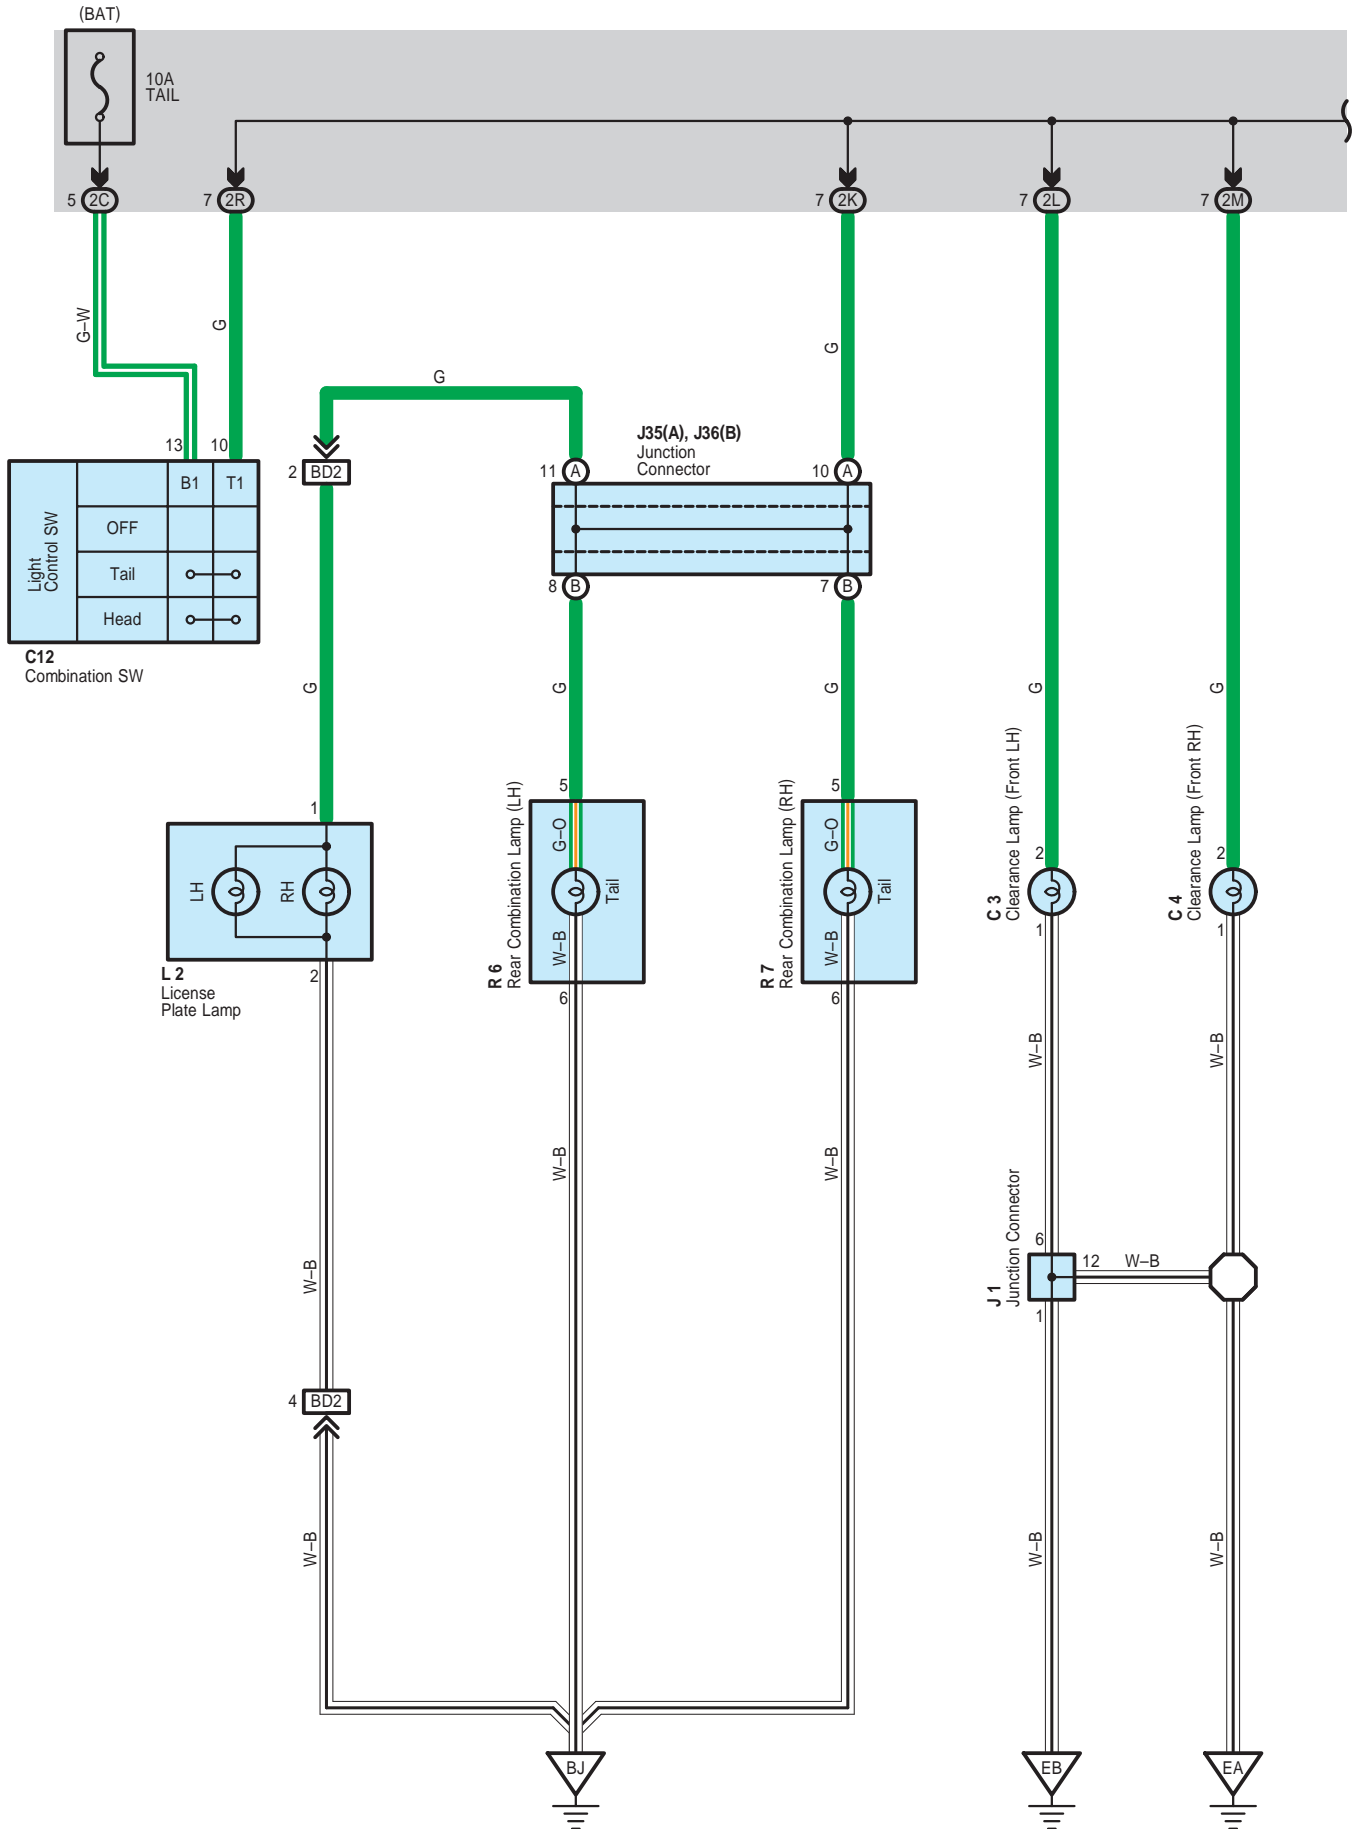 (BAT)
10A
TAIL
5 2C
7 2R
7 2K
7 2L
7 2M
G–W
G
G
G
13
10
B1
T1
Light
Control SW
OFF
Tail
Head
C12
Combination SW
2 BD2
J35(A), J36(B)
Junction
Connector
11 A
10 A
8 B
7 B
G
G
G
G
G
1
LH
RH
2
L 2
License
Plate Lamp
5
G–O
Tail
W–B
6
R 6
Rear Combination Lamp (LH)
5
G–O
Tail
W–B
6
R 7
Rear Combination Lamp (RH)
2
1
C 3
Clearance Lamp (Front LH)
2
1
C 4
Clearance Lamp (Front RH)
W–B
W–B
W–B
W–B
W–B
6
12
W–B
1
J 1
Junction Connector
4 BD2
W–B
W–B
W–B
BJ
EB
EA